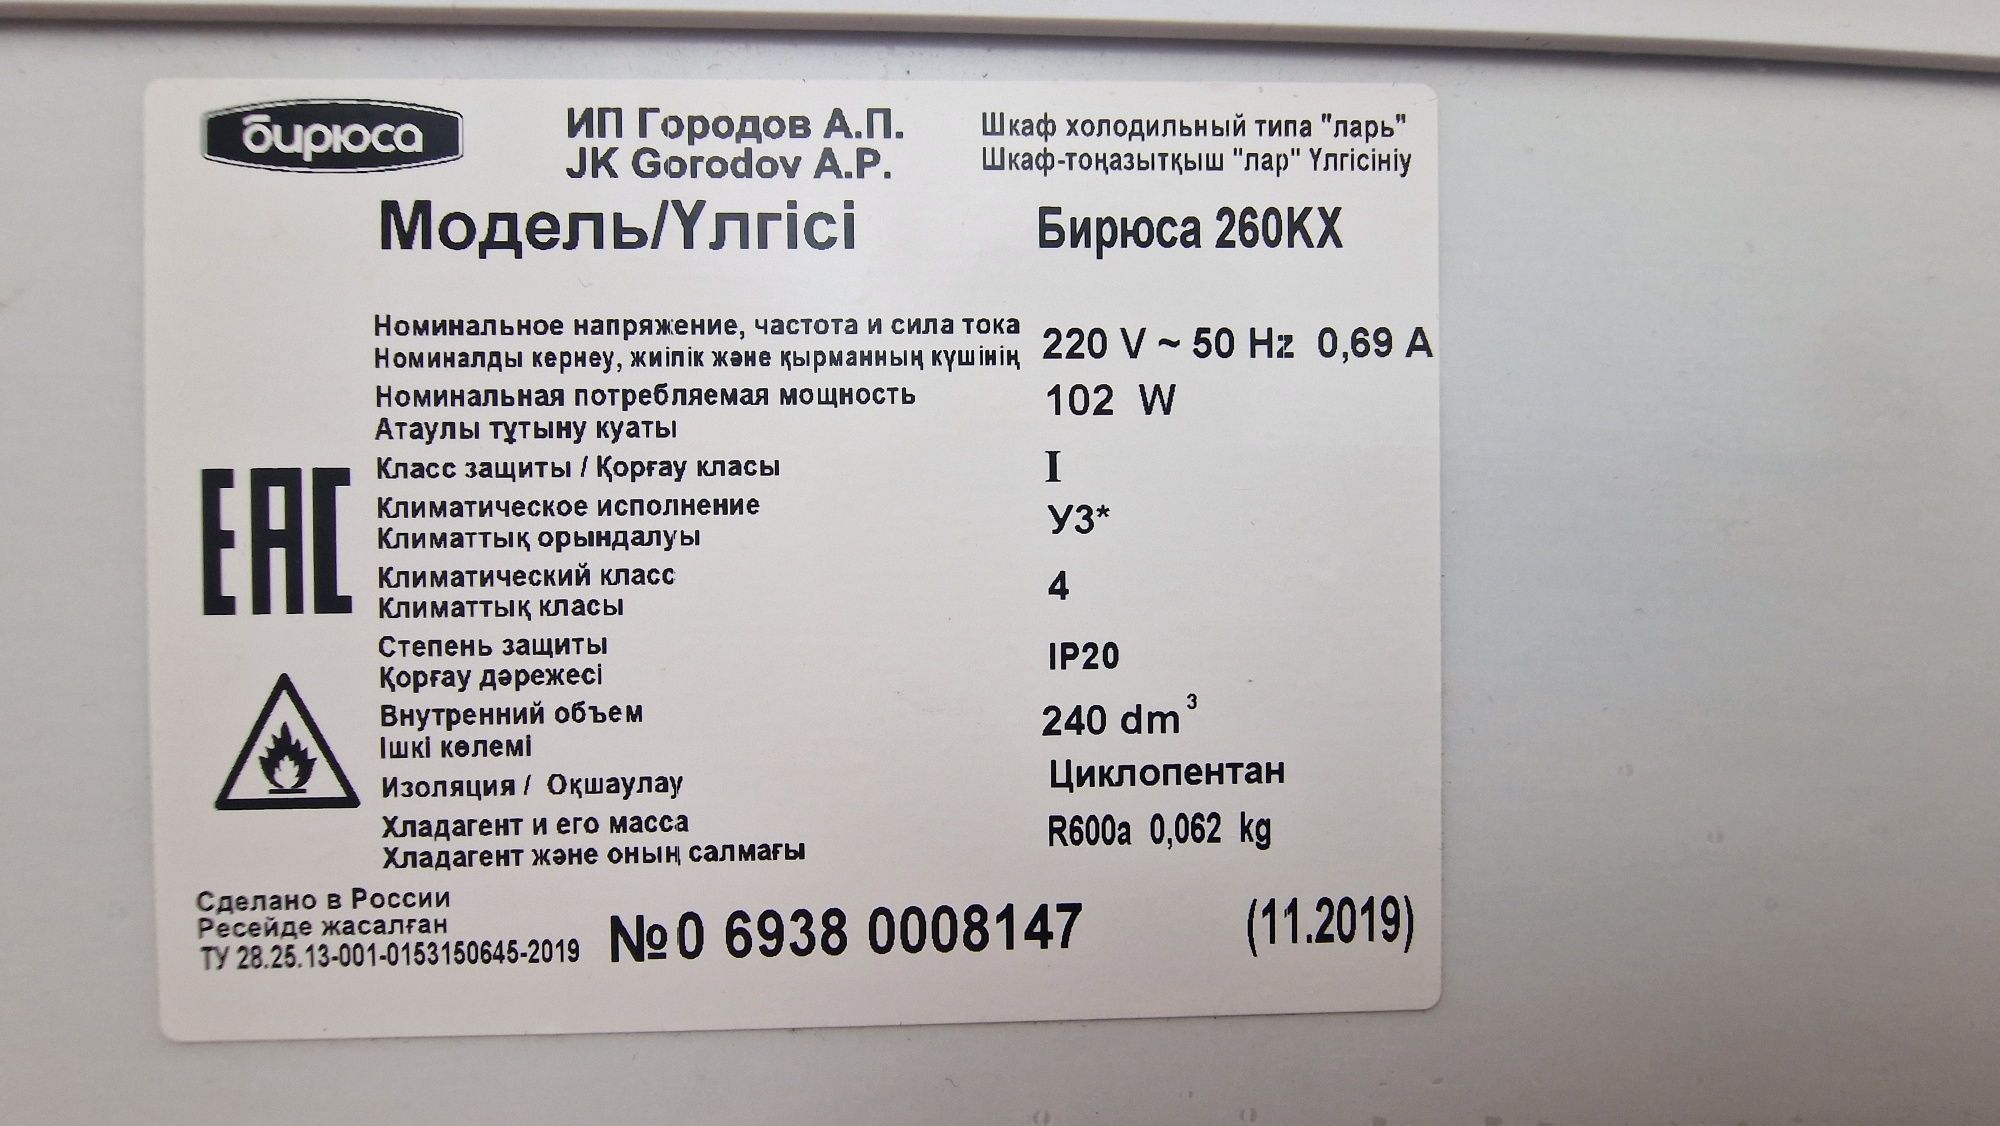 бирюса
ИП Городов А.П.
JK Gorodov A.P.
Шкаф холодильный типа "ларь"
Шкаф-тоңазытқыш "лар" Үлгісініу
Модель/Үлгісі Бирюса 260KX
Номинальное напряжение, частота и сила тока
Номиналды кернеу, жиілік және қырманның күшінің
220 V ~ 50 Hz 0,69 A
Номинальная потребляемая мощность
Атаулы тұтыну куаты
102 W
Класс защиты / Қорғау класы
I
Климатическое исполнение
Климаттық орындалуы
У3*
Климатический класс
Климаттық класы
4
Степень защиты
Қорғау дәрежесі
IP20
Внутренний объем
Ішкі көлемі
240 dm³
Изоляция / Оқшаулау
Циклопентан
Хладагент и его масса
Хладагент және оның салмағы
R600a 0,062 kg
EAC
Сделано в России
Ресейде жасалған
ТУ 28.25.13-001-0153150645-2019
№0 6938 0008147
(11.2019)